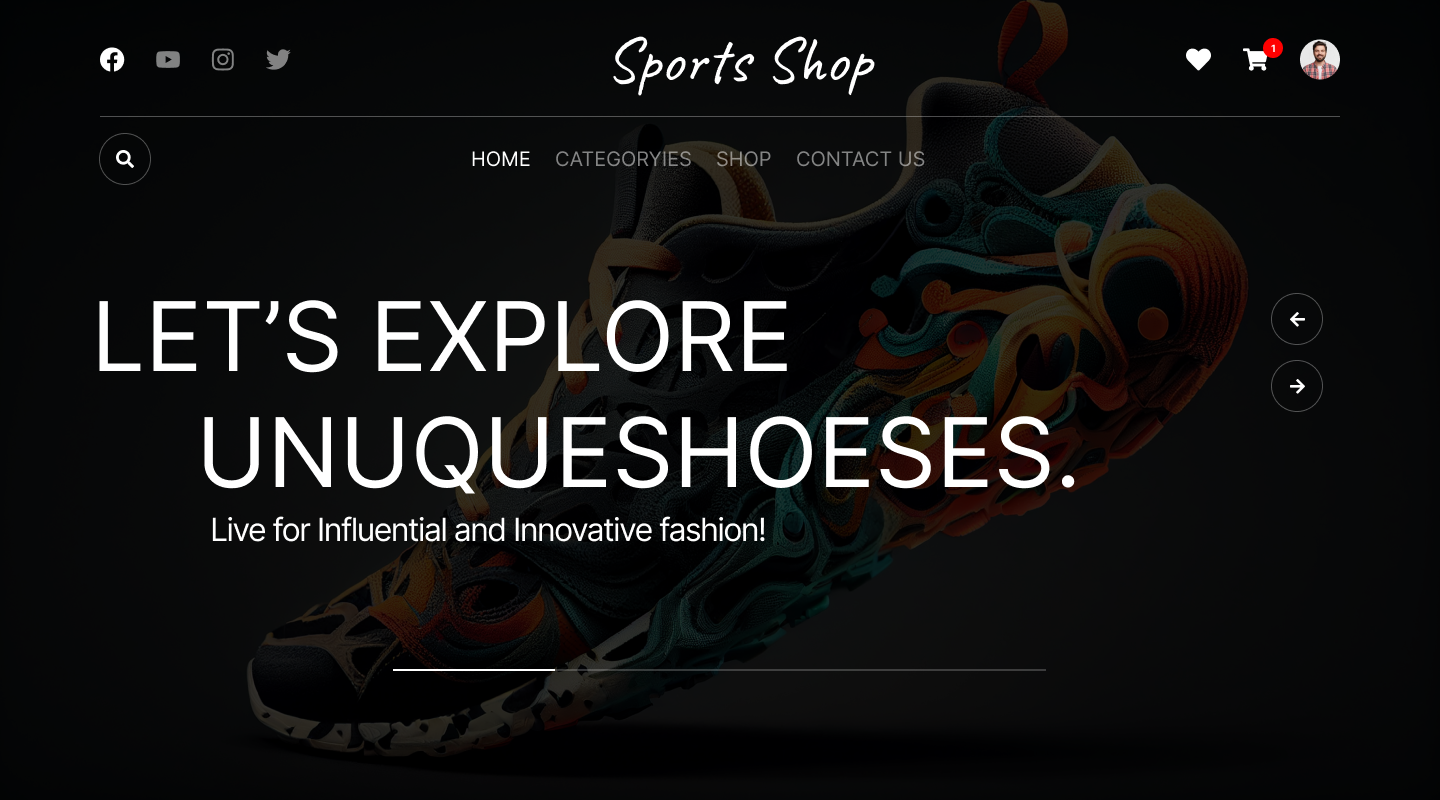 Sports Shop
1
HOME CATEGORYIES SHOP CONTACT US
LET’S EXPLORE
UNUQUESHOESES.
Live for Influential and Innovative fashion!